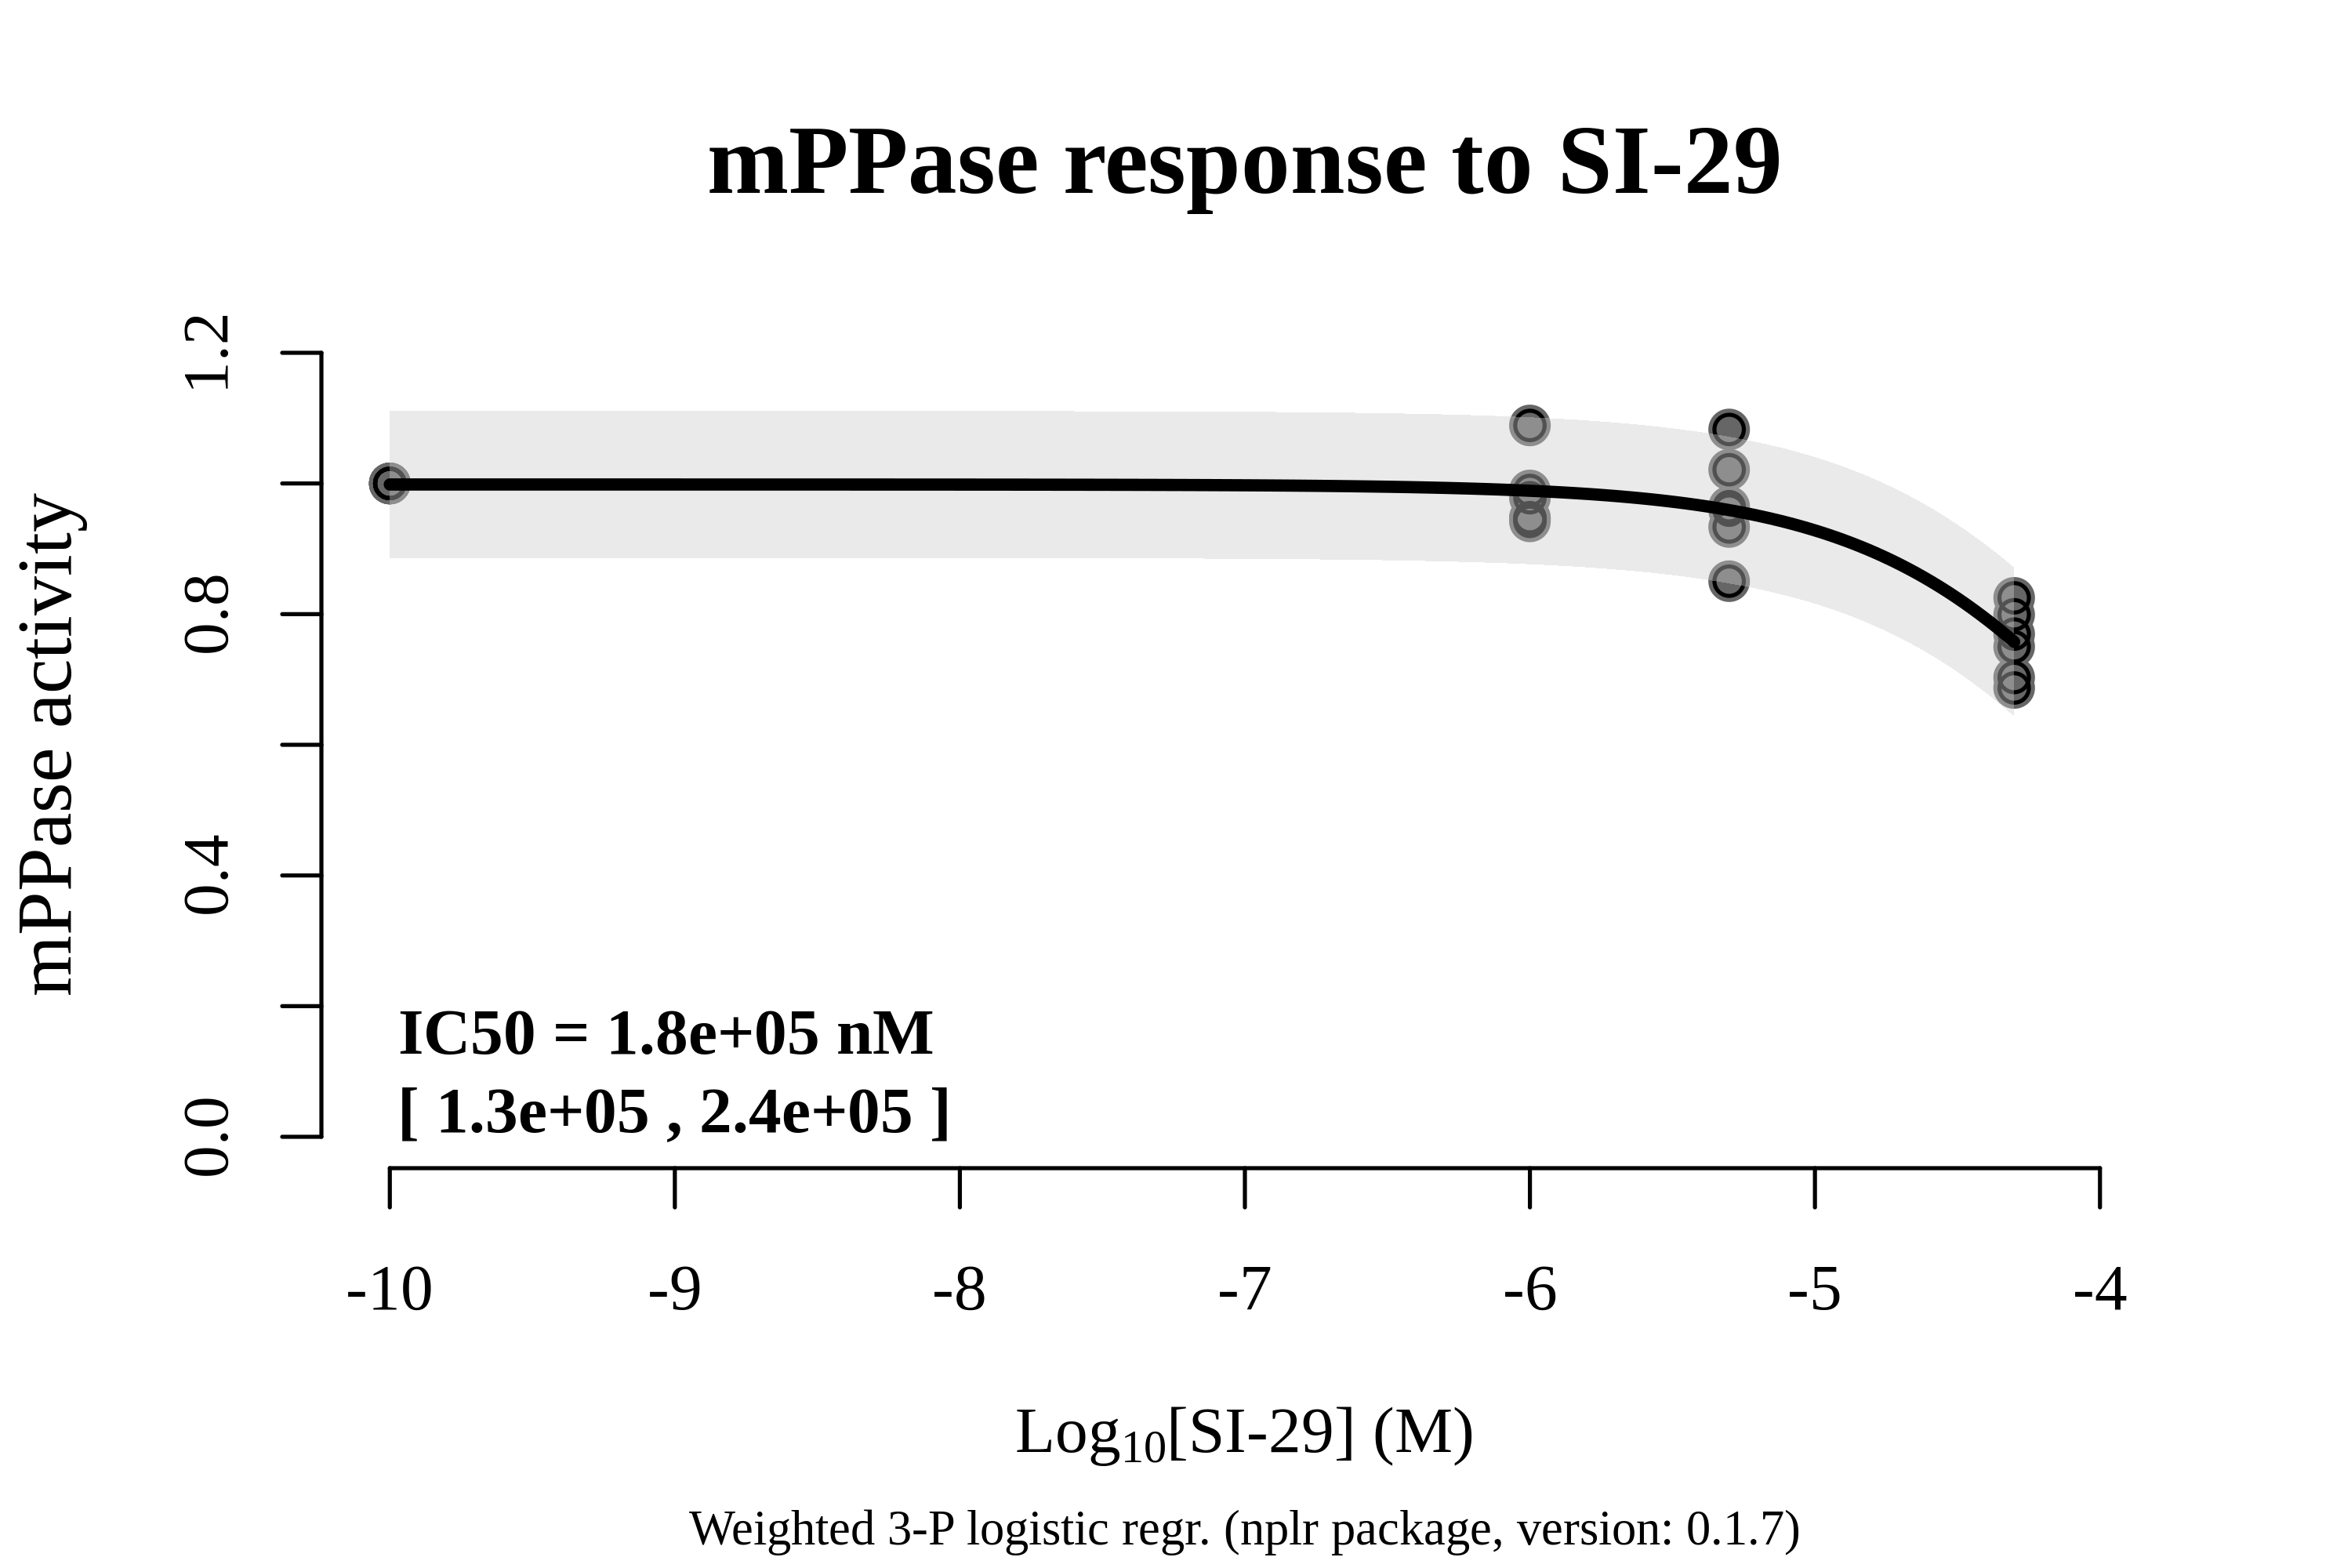 mPPase response to SI-29
mPPase activity
1.2
0.8
0.4
0.0
IC50 = 1.8e+05 nM
[ 1.3e+05 , 2.4e+05 ]
-10 -9 -8 -7 -6 -5 -4
Log10[SI-29] (M)
Weighted 3-P logistic regr. (nplr package, version: 0.1.7)